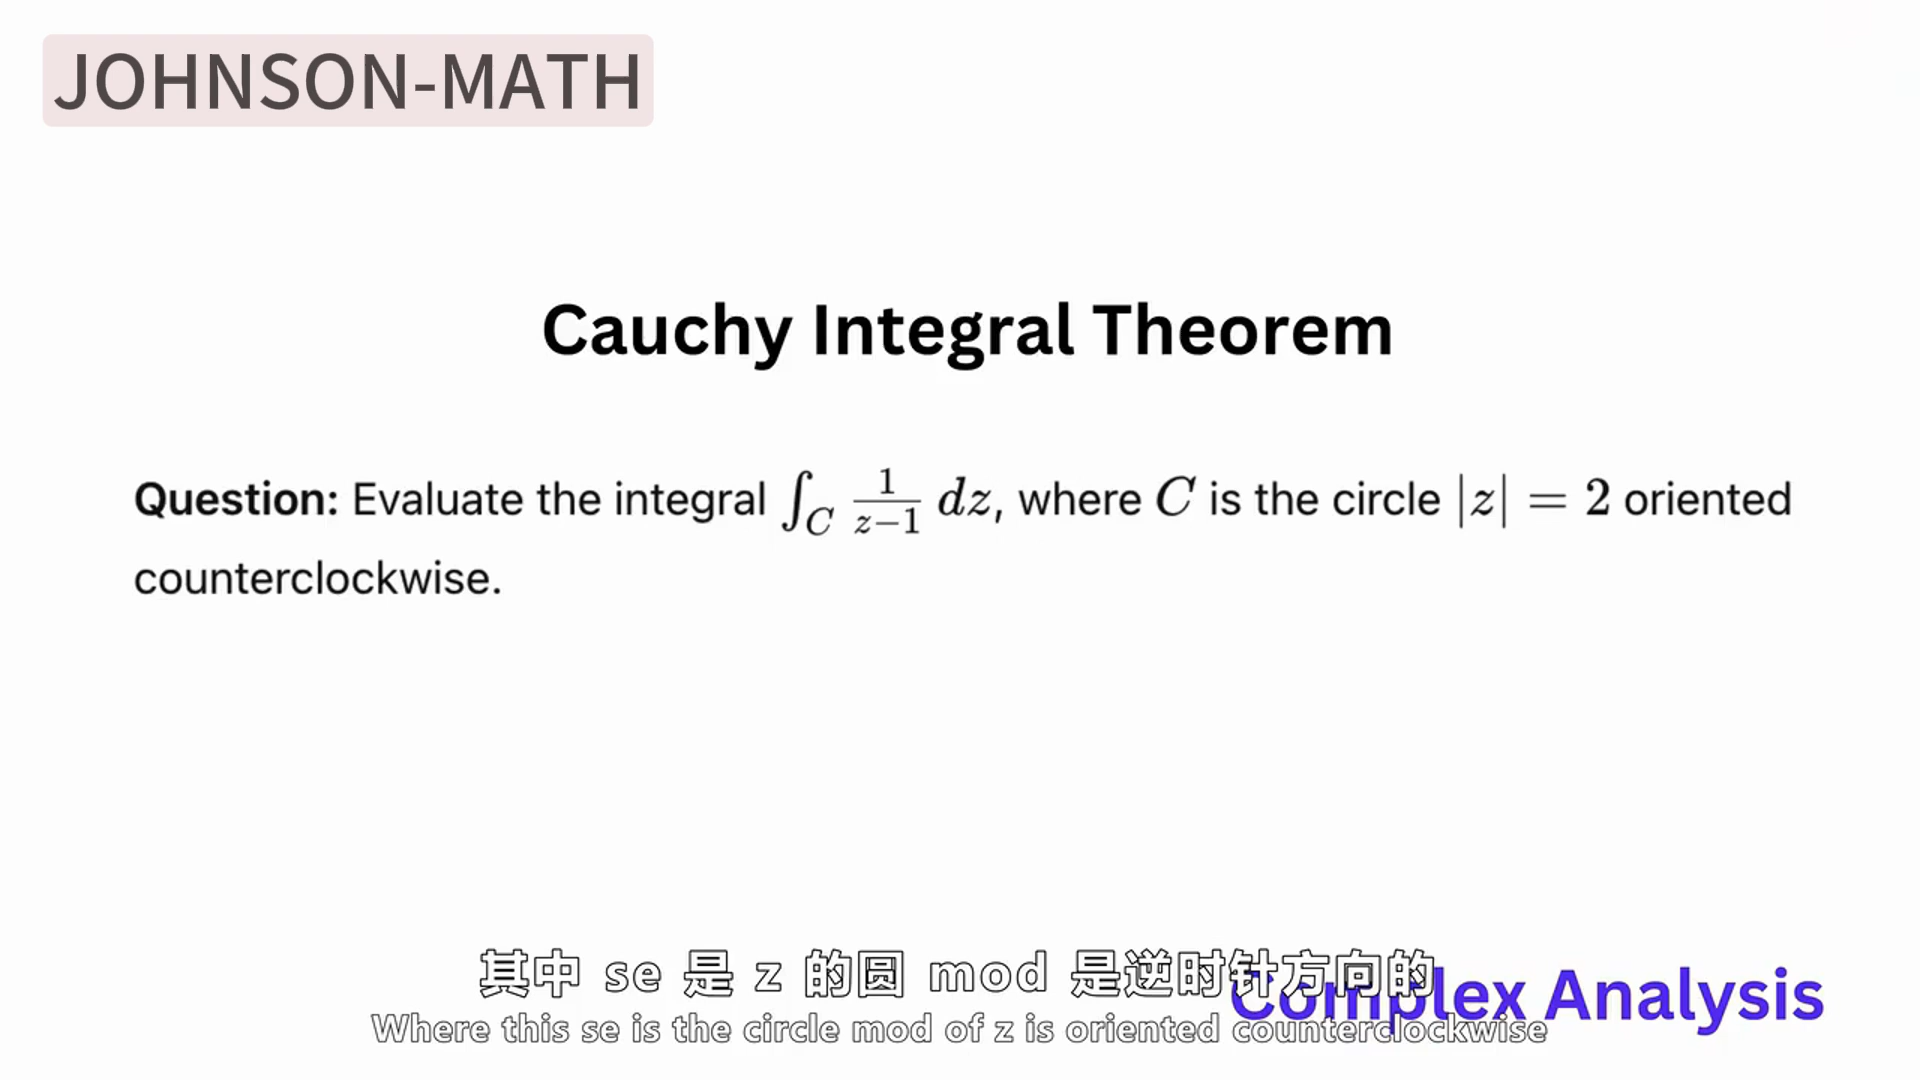 JOHNSON-MATH
Cauchy Integral Theorem
Question: Evaluate the integral ∫_C 1/(z−1) dz, where C is the circle |z| = 2 oriented
counterclockwise.
其中 se 是 z 的圆 mod 是逆时针方向的
Complex Analysis
Where this se is the circle mod of z is oriented counterclockwise